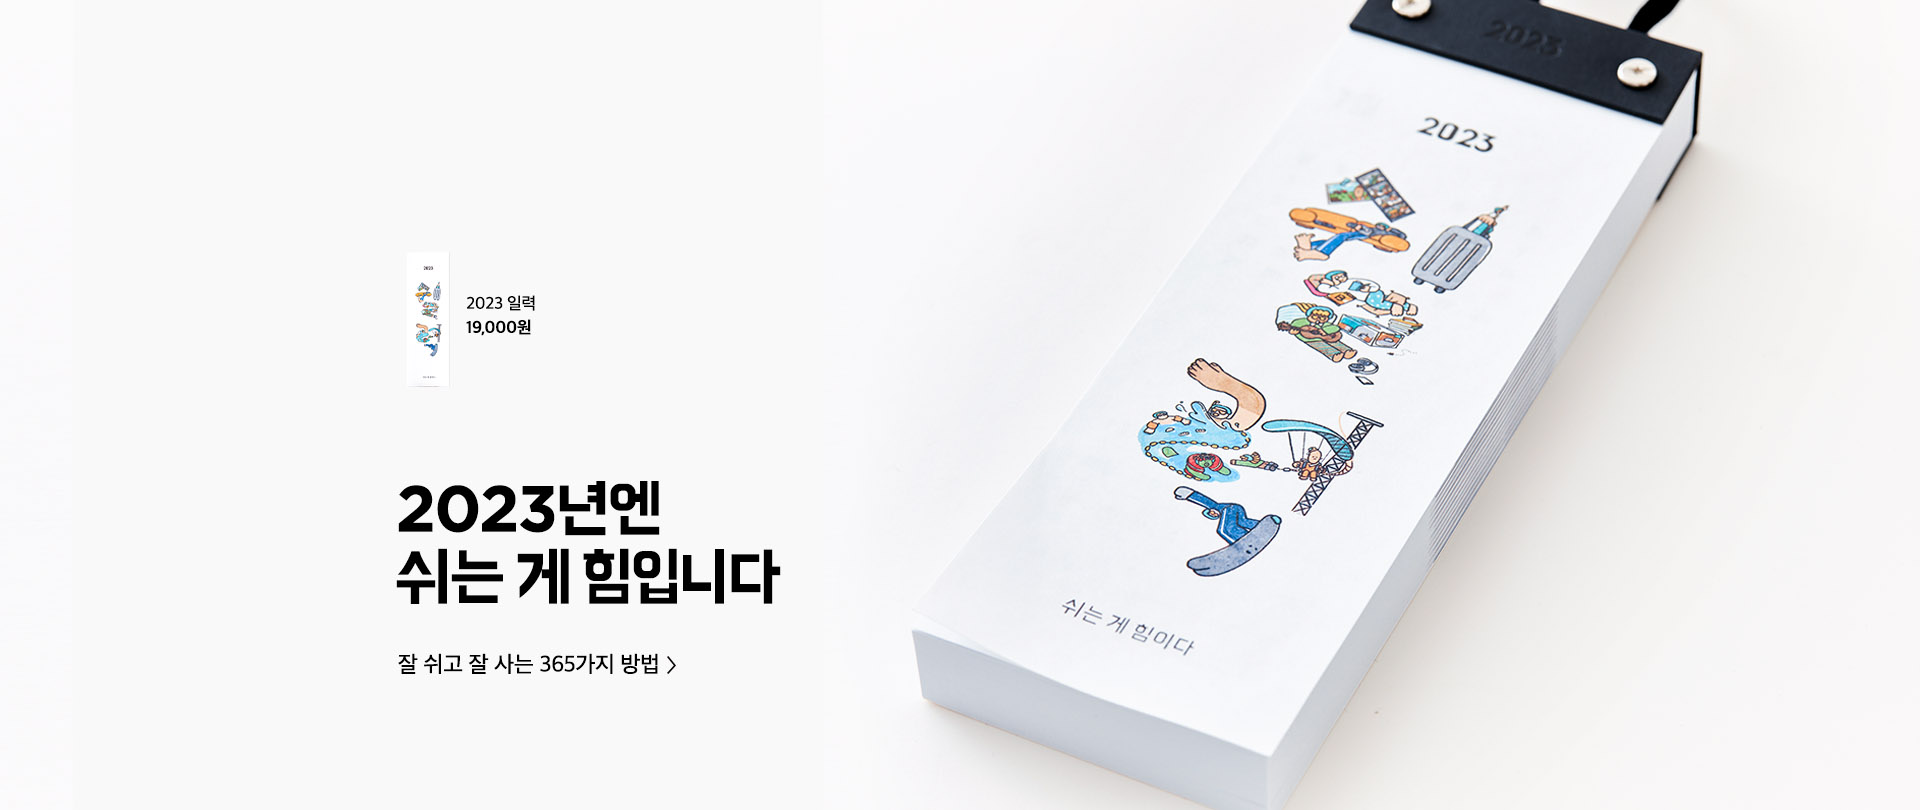 2023 일력
19,000원
2023년엔
쉬는 게 힘입니다
잘 쉬고 잘 사는 365가지 방법 >
2023
2023
쉬는 게 힘이다
2023